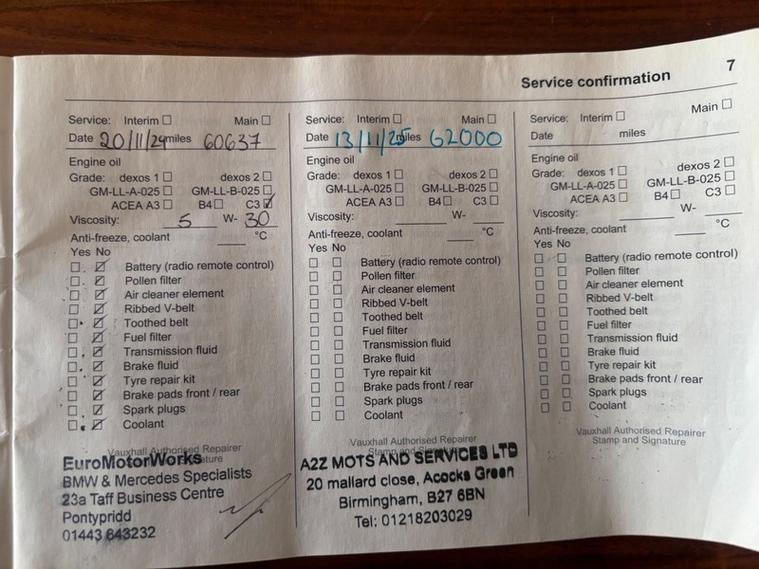 Service confirmation 7
Service: Interim Main
Date 20/11/24 miles 60637
Engine oil
Grade: dexos 1 dexos 2
GM-LL-A-025 GM-LL-B-025
ACEA A3 B4 C3
Viscosity: 5 W- 30
Anti-freeze, coolant °C
Yes No
Battery (radio remote control)
Pollen filter
Air cleaner element
Ribbed V-belt
Toothed belt
Fuel filter
Transmission fluid
Brake fluid
Tyre repair kit
Brake pads front / rear
Spark plugs
Coolant
Vauxhall Authorised Repairer
EuroMotorWorks
BMW & Mercedes Specialists
23a Taff Business Centre
Pontypridd
01443 843232
Service: Interim Main
Date 13/11/25 miles 62000
Engine oil
Grade: dexos 1 dexos 2
GM-LL-A-025 GM-LL-B-025
ACEA A3 B4 C3
Viscosity: W-
Anti-freeze, coolant °C
Yes No
Battery (radio remote control)
Pollen filter
Air cleaner element
Ribbed V-belt
Toothed belt
Fuel filter
Transmission fluid
Brake fluid
Tyre repair kit
Brake pads front / rear
Spark plugs
Coolant
Vauxhall Authorised Repairer
Stamp and Signature
A2Z MOTS AND SERVICES LTD
20 mallard close, Acocks Green
Birmingham, B27 6BN
Tel: 01218203029
Service: Interim Main
Date miles
Engine oil
Grade: dexos 1 dexos 2
GM-LL-A-025 GM-LL-B-025
ACEA A3 B4 C3
Viscosity: W-
Anti-freeze, coolant °C
Yes No
Battery (radio remote control)
Pollen filter
Air cleaner element
Ribbed V-belt
Toothed belt
Fuel filter
Transmission fluid
Brake fluid
Tyre repair kit
Brake pads front / rear
Spark plugs
Coolant
Vauxhall Authorised Repairer
Stamp and Signature